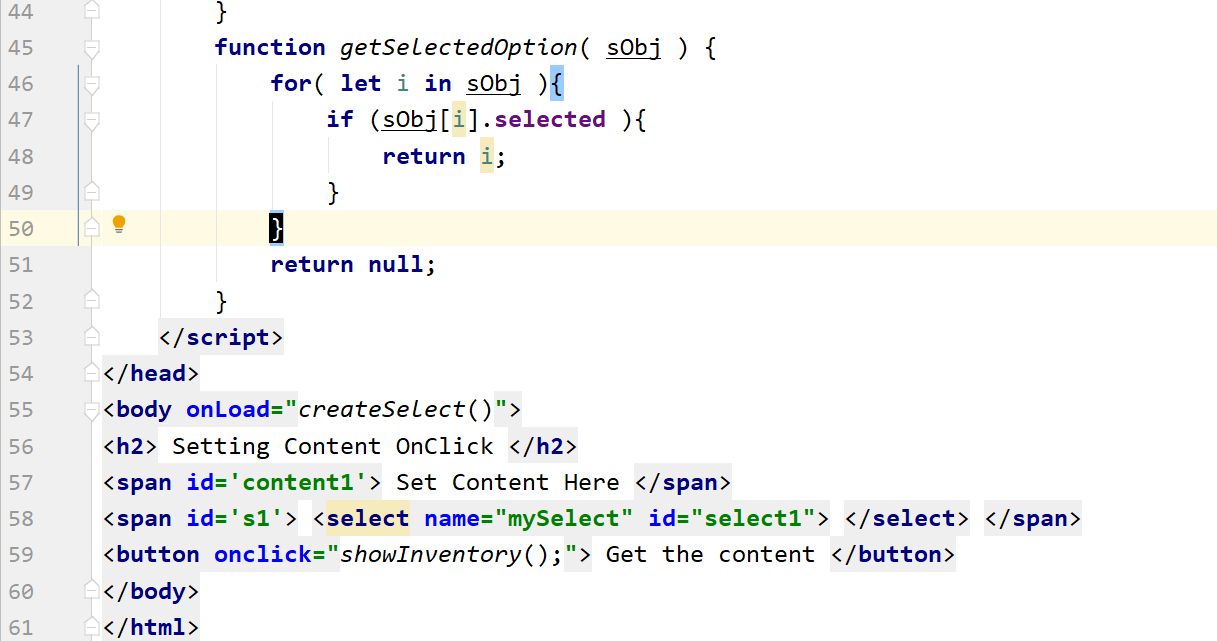 44 }
45 function getSelectedOption( sObj ) {
46 for( let i in sObj ){
47 if (sObj[i].selected ){
48 return i;
49 }
50 }
51 return null;
52 }
53 </script>
54 </head>
55 <body onLoad="createSelect()">
56 <h2> Setting Content OnClick </h2>
57 <span id='content1'> Set Content Here </span>
58 <span id='s1'> <select name="mySelect" id="select1"> </select> </span>
59 <button onclick="showInventory();"> Get the content </button>
60 </body>
61 </html>